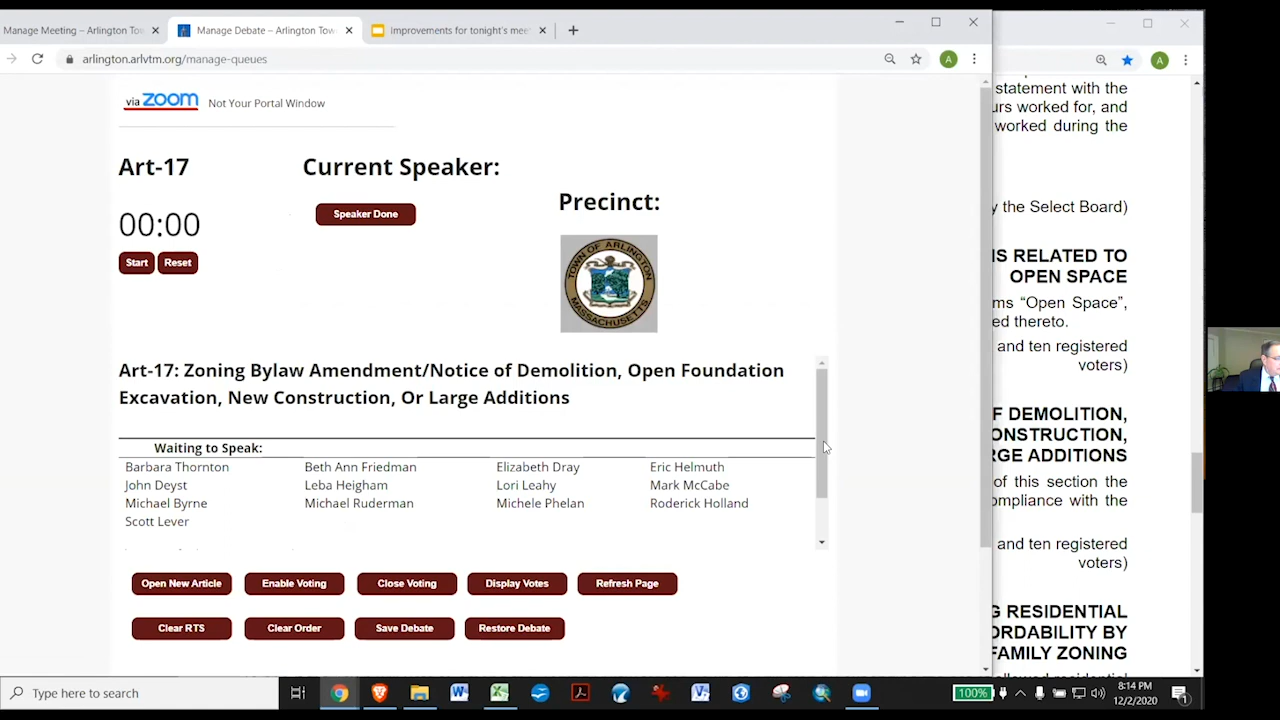 Manage Meeting – Arlington To
Manage Debate – Arlington Tow
Improvements for tonight's mee
arlington.arlvtm.org/manage-queues
A
A
via zoom Not Your Portal Window
Art-17
Current Speaker:
00:00
Speaker Done
Precinct:
Start
Reset
TOWN OF ARLINGTON
MASSACHUSETTS
Art-17: Zoning Bylaw Amendment/Notice of Demolition, Open Foundation
Excavation, New Construction, Or Large Additions
Waiting to Speak:
Barbara Thornton Beth Ann Friedman Elizabeth Dray Eric Helmuth
John Deyst Leba Heigham Lori Leahy Mark McCabe
Michael Byrne Michael Ruderman Michele Phelan Roderick Holland
Scott Lever
Open New Article Enable Voting Close Voting Display Votes Refresh Page
Clear RTS Clear Order Save Debate Restore Debate
statement with the
urs worked for, and
worked during the
y the Select Board)
IS RELATED TO
OPEN SPACE
ms “Open Space”,
ed thereto.
and ten registered
voters)
F DEMOLITION,
ONSTRUCTION,
RGE ADDITIONS
of this section the
ompliance with the
and ten registered
voters)
G RESIDENTIAL
ORDABILITY BY
FAMILY ZONING
allowed residential
Type here to search
100%
8:14 PM
12/2/2020
1